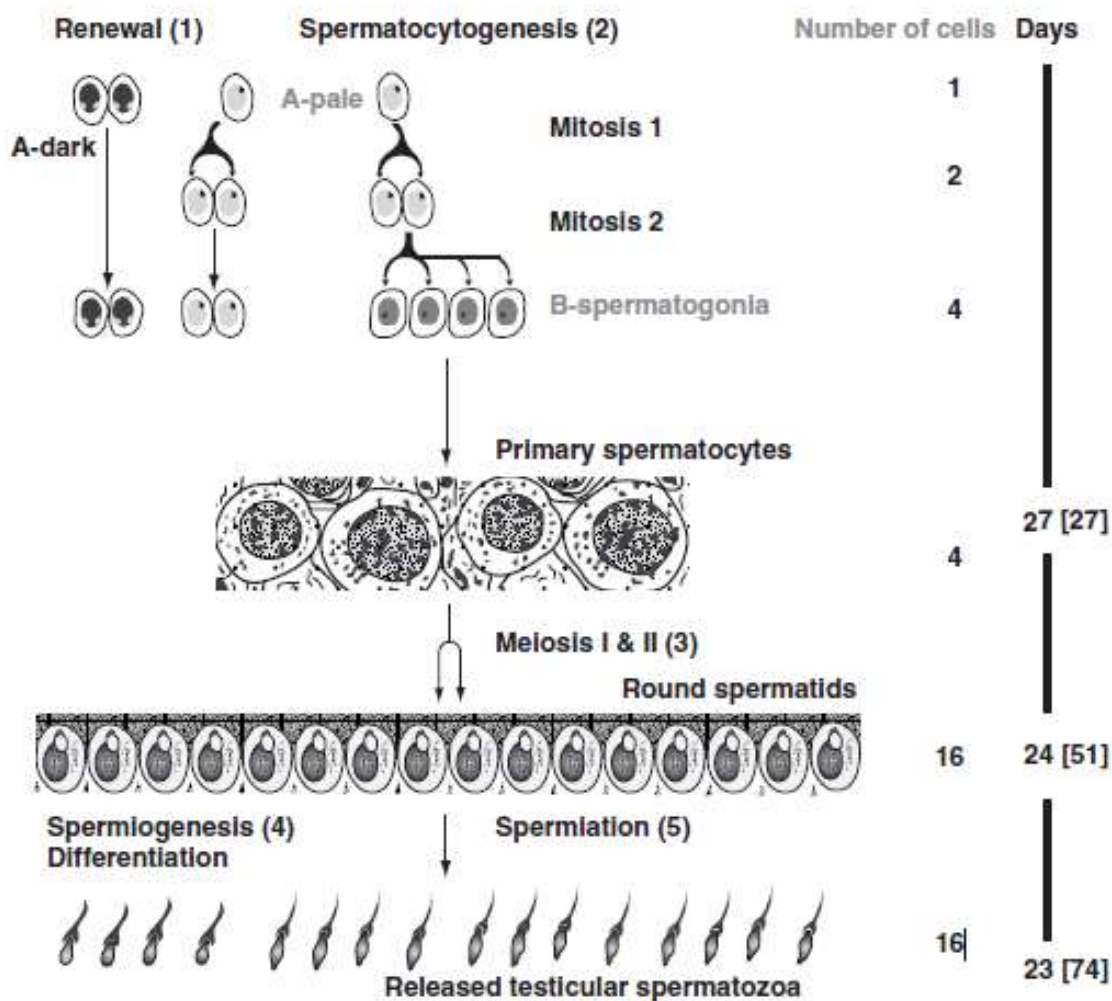 Renewal (1) Spermatocytogenesis (2) Number of cells Days
A-pale 1
Mitosis 1
A-dark
2
Mitosis 2
B-spermatogonia 4
Primary spermatocytes
27 [27]
4
Meiosis I & II (3)
Round spermatids
16 24 [51]
Spermiogenesis (4) Spermiation (5)
Differentiation
16
23 [74]
Released testicular spermatozoa